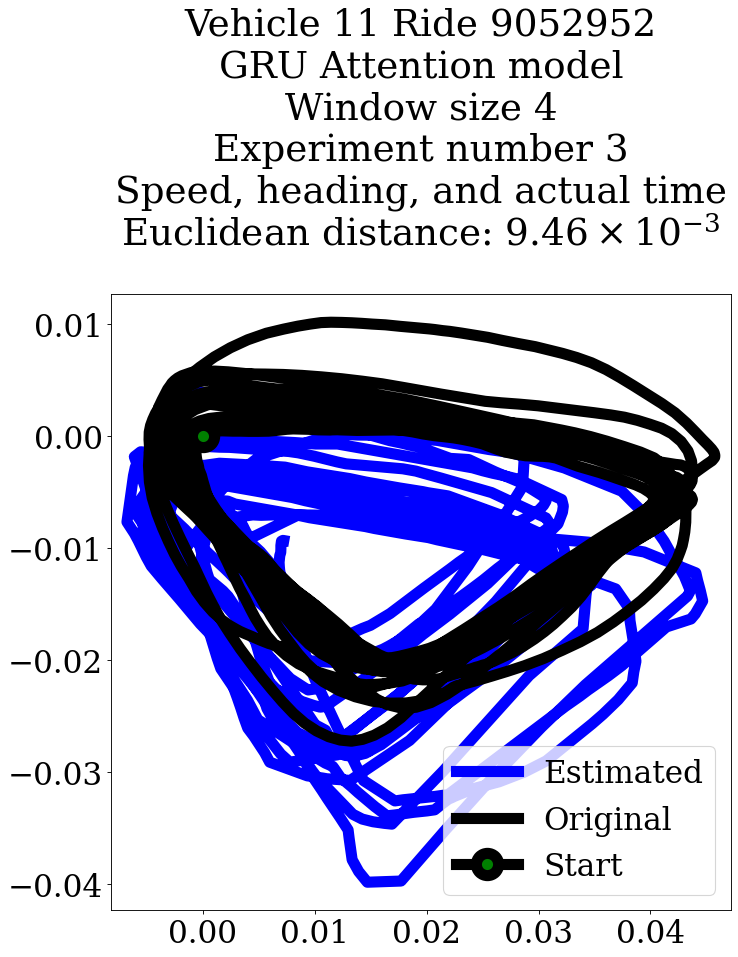 Vehicle 11 Ride 9052952
GRU Attention model
Window size 4
Experiment number 3
Speed, heading, and actual time
Euclidean distance: 9.46 × 10⁻³
0.01
0.00
−0.01
−0.02
−0.03
−0.04
Estimated
Original
Start
0.00 0.01 0.02 0.03 0.04